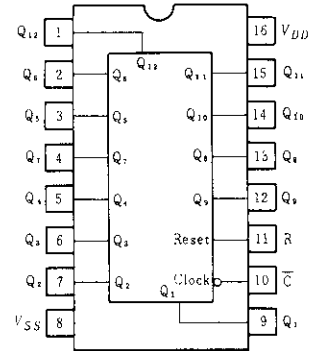 Q₁₂ 1 16 V_DD
Q₁₂
Q₆ 2 Q₆ Q₁₁ 15 Q₁₁
Q₅ 3 Q₅ Q₁₀ 14 Q₁₀
Q₇ 4 Q₇ Q₈ 13 Q₈
Q₄ 5 Q₄ Q₉ 12 Q₉
Q₃ 6 Q₃ Reset 11 R
Q₂ 7 Q₂ Clock 10 C̅
Q₁
V_SS 8 9 Q₁